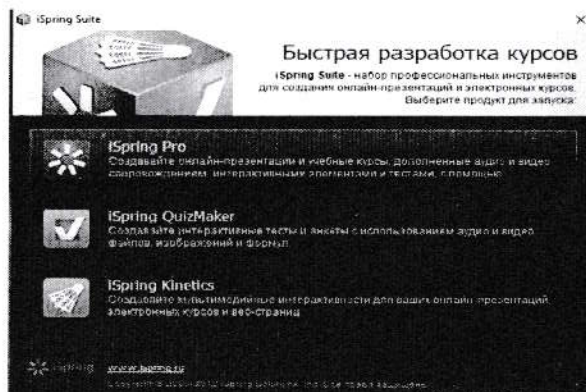 iSpring Suite
Быстрая разработка курсов
iSpring Suite - набор профессиональных инструментов
для создания онлайн-презентаций и электронных курсов.
Выберите продукт для запуска:
iSpring Pro
Создавайте онлайн-презентации и учебные курсы, дополненные аудио и видео
сопровождением, интерактивными элементами и тестами, с помощью
iSpring QuizMaker
Создавайте интерактивные тесты и анкеты с использованием аудио и видео
файлов, изображений и формул.
iSpring Kinetics
Создавайте мультимедийные интерактивности для ваших онлайн-презентаций,
электронных курсов и веб-страниц
iSpring www.ispring.ru